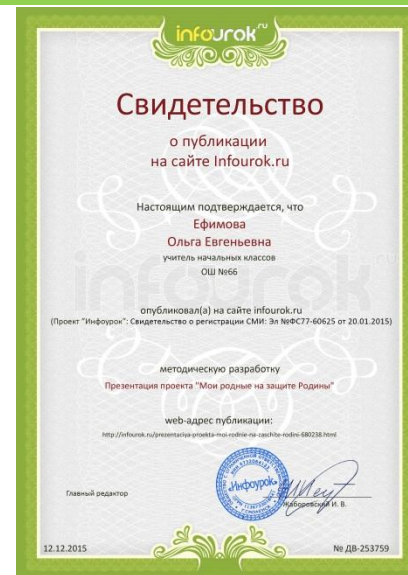 infourok™
Свидетельство
о публикации
на сайте Infourok.ru
Настоящим подтверждается, что
Ефимова
Ольга Евгеньевна
учитель начальных классов
ОШ №66
опубликовал(а) на сайте infourok.ru
(Проект "Инфоурок": Свидетельство о регистрации СМИ: Эл №ФС77-60625 от 20.01.2015)
методическую разработку
Презентация проекта "Мои родные на защите Родины"
web-адрес публикации:
http://infourok.ru/prezentaciya-proekta-moi-rodnie-na-zaschite-rodini-680238.html
Главный редактор
«Инфоурок»
Жаборовский И. В.
12.12.2015
№ ДВ-253759